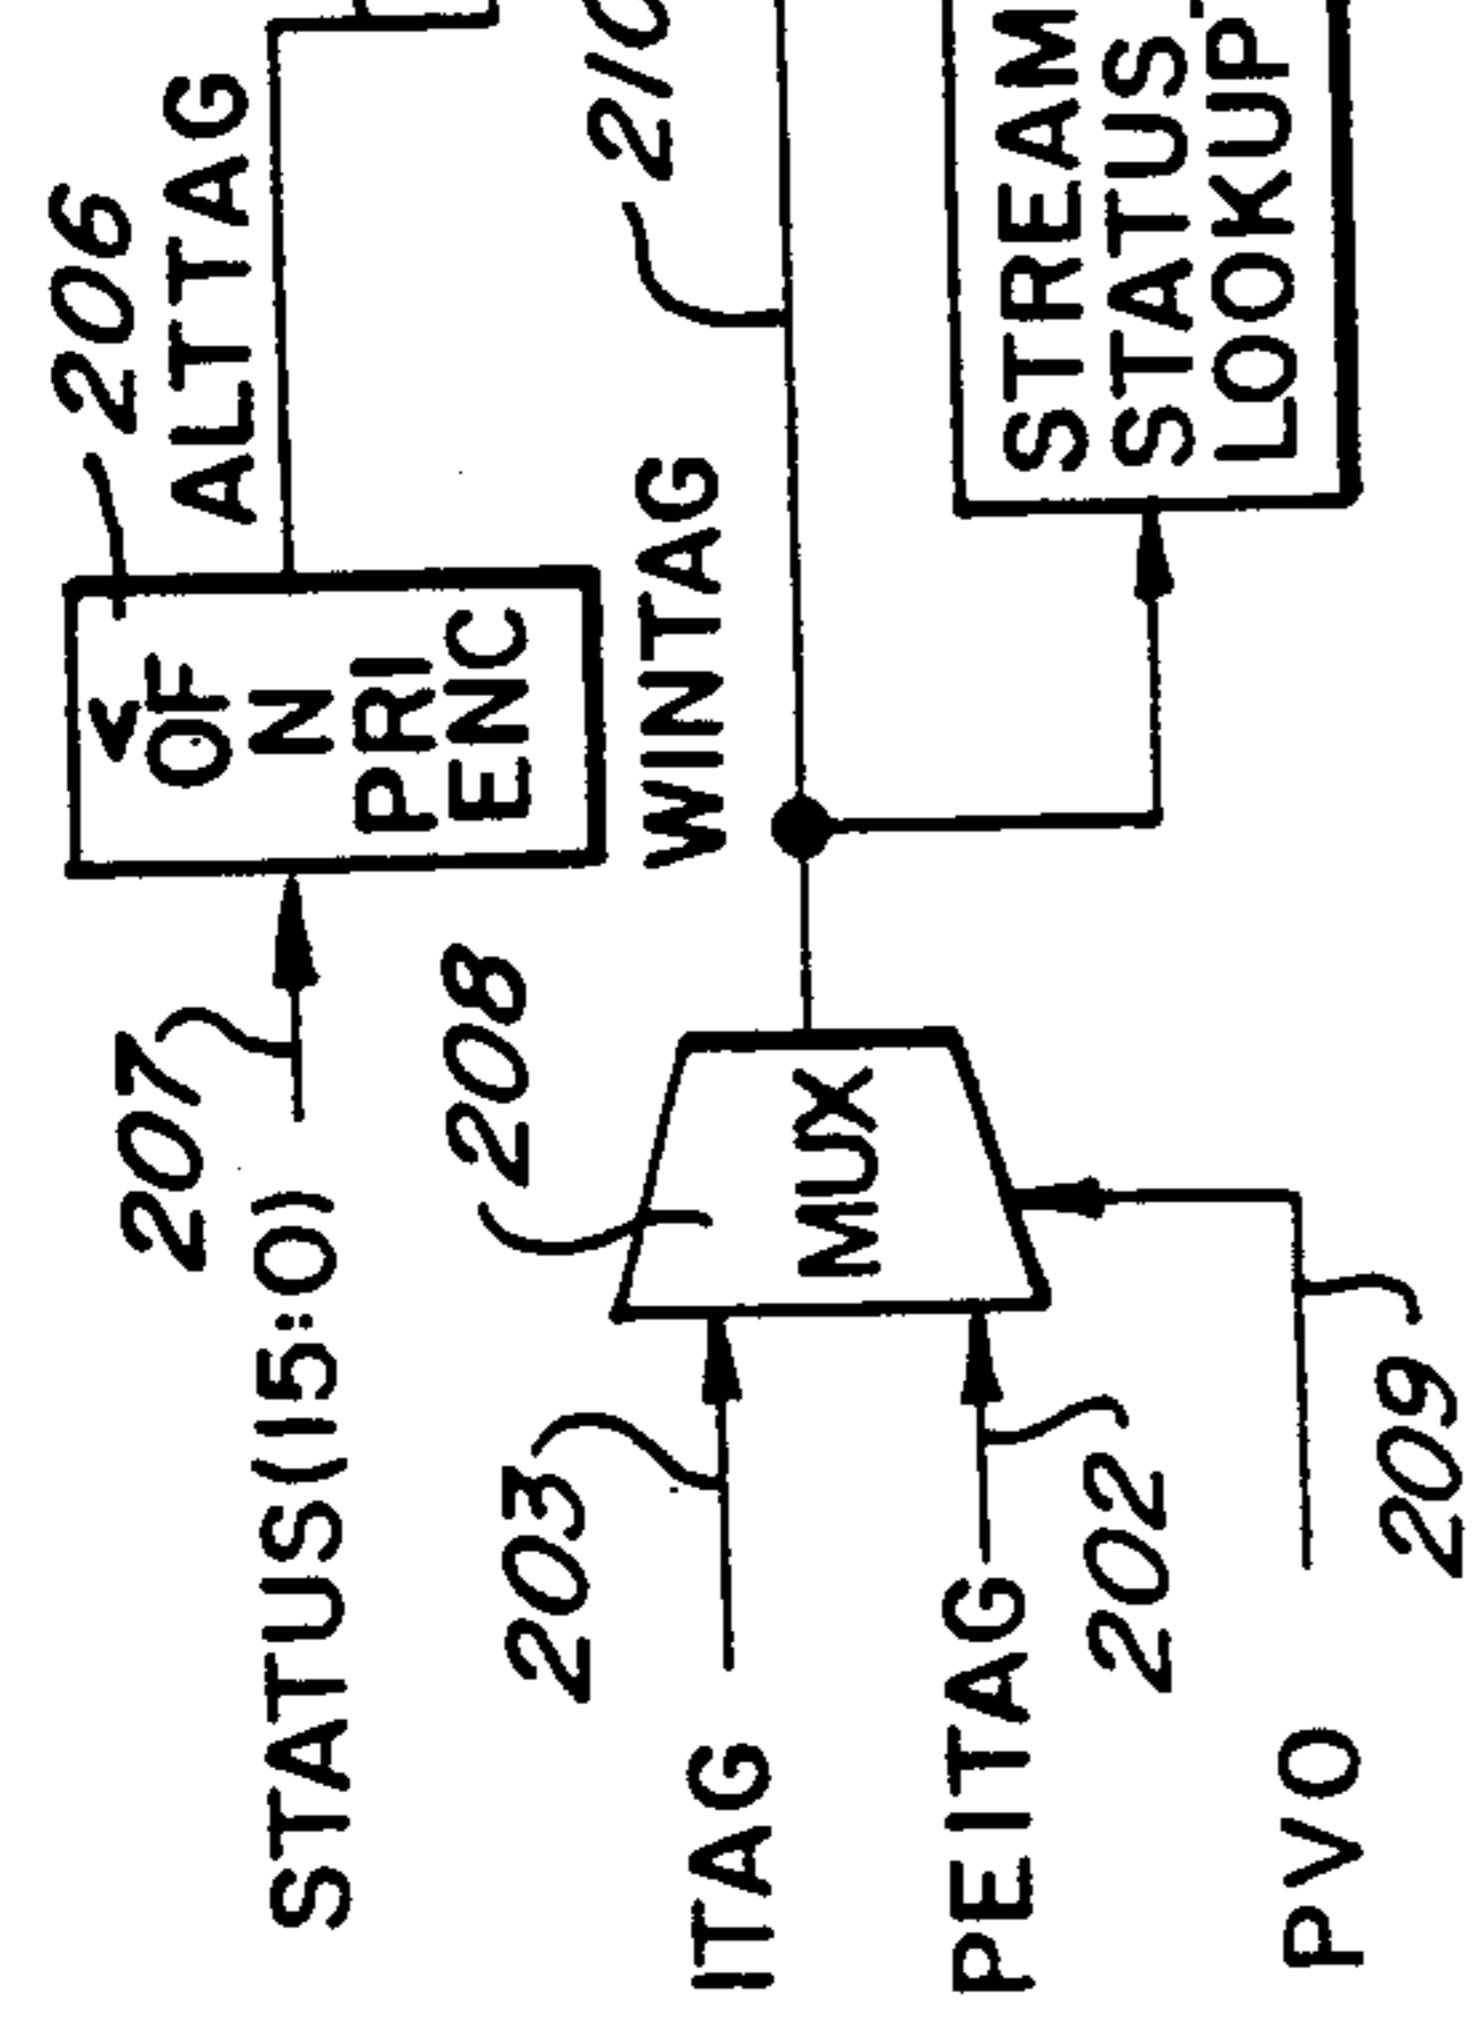 206
ALTTAG
<
OF
N
PRI
ENC
207
STATUS(15:0)
210
WINTAG
208
MUX
203
ITAG
202
PEITAG
209
PVO
STREAM
STATUS
LOOKUP